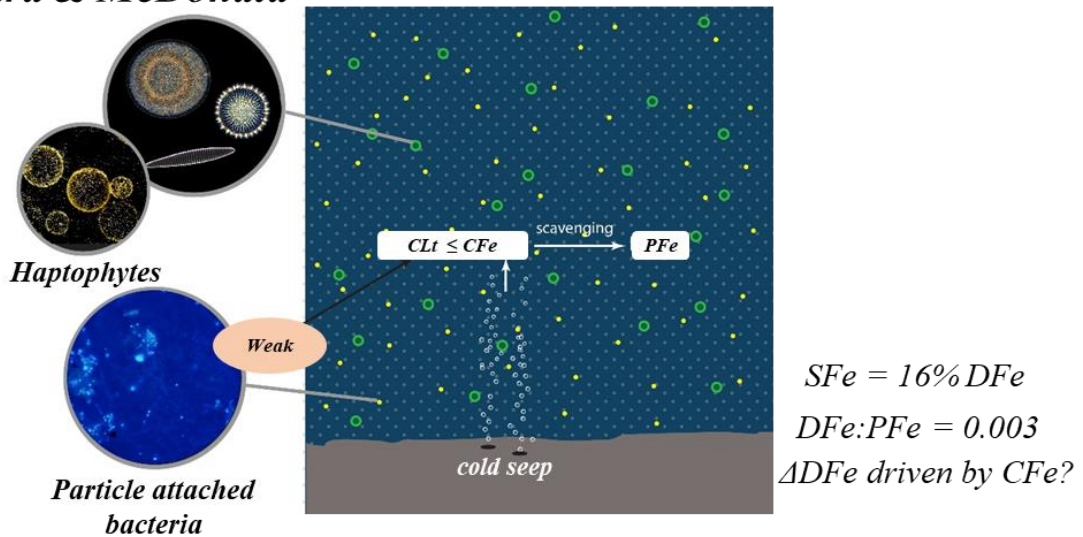 & McDonald
Haptophytes
scavenging
CLt ≤ CFe
PFe
Weak
cold seep
Particle attached
bacteria
SFe = 16% DFe
DFe:PFe = 0.003
ΔDFe driven by CFe?